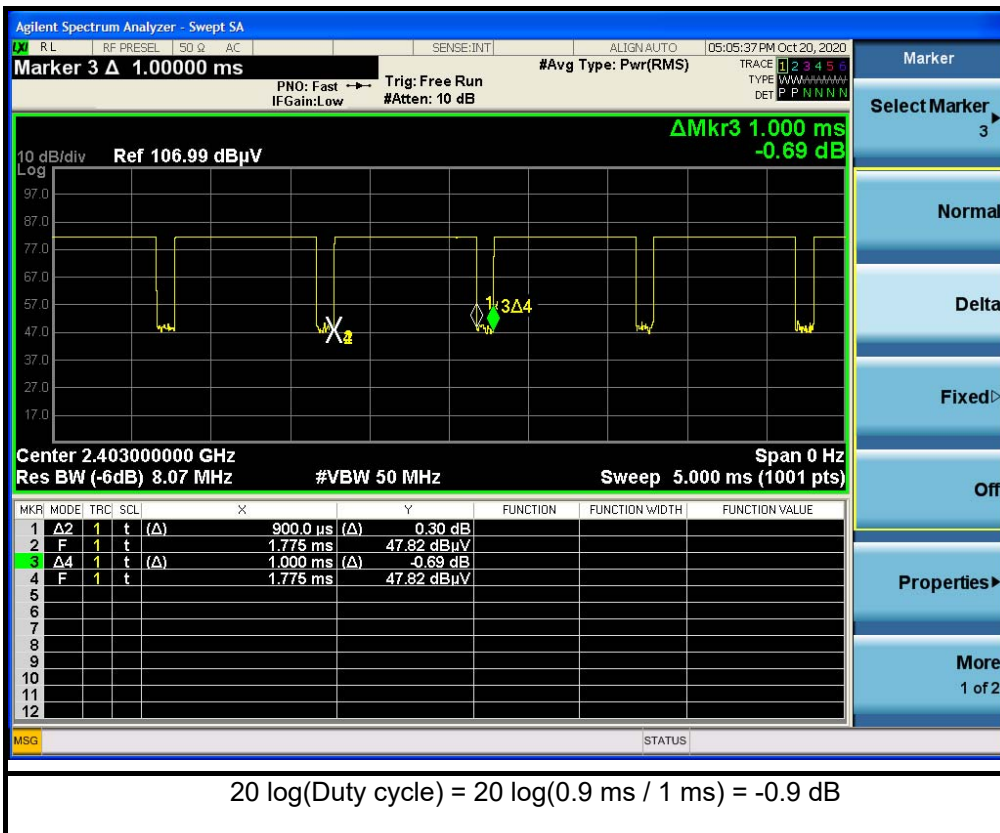 Agilent Spectrum Analyzer - Swept SA
LXI RL RF PRESEL 50 Ω AC SENSE:INT ALIGN AUTO 05:05:37 PM Oct 20, 2020
Marker 3 Δ 1.00000 ms #Avg Type: Pwr(RMS) TRACE 1 2 3 4 5 6
PNO: Fast Trig: Free Run TYPE WWWWWW
IFGain:Low #Atten: 10 dB DET P P N N N N
ΔMkr3 1.000 ms
10 dB/div Ref 106.99 dBµV -0.69 dB
Log
97.0
87.0
77.0
67.0
57.0
47.0
37.0
27.0
17.0
3Δ4
Center 2.403000000 GHz Span 0 Hz
Res BW (-6dB) 8.07 MHz #VBW 50 MHz Sweep 5.000 ms (1001 pts)
MKR MODE TRC SCL X Y FUNCTION FUNCTION WIDTH FUNCTION VALUE
1 Δ2 1 t (Δ) 900.0 µs (Δ) 0.30 dB
2 F 1 t 1.775 ms 47.82 dBµV
3 Δ4 1 t (Δ) 1.000 ms (Δ) -0.69 dB
4 F 1 t 1.775 ms 47.82 dBµV
5
6
7
8
9
10
11
12
MSG STATUS
Marker
Select Marker
3
Normal
Delta
Fixed
Off
Properties
More
1 of 2
20 log(Duty cycle) = 20 log(0.9 ms / 1 ms) = -0.9 dB